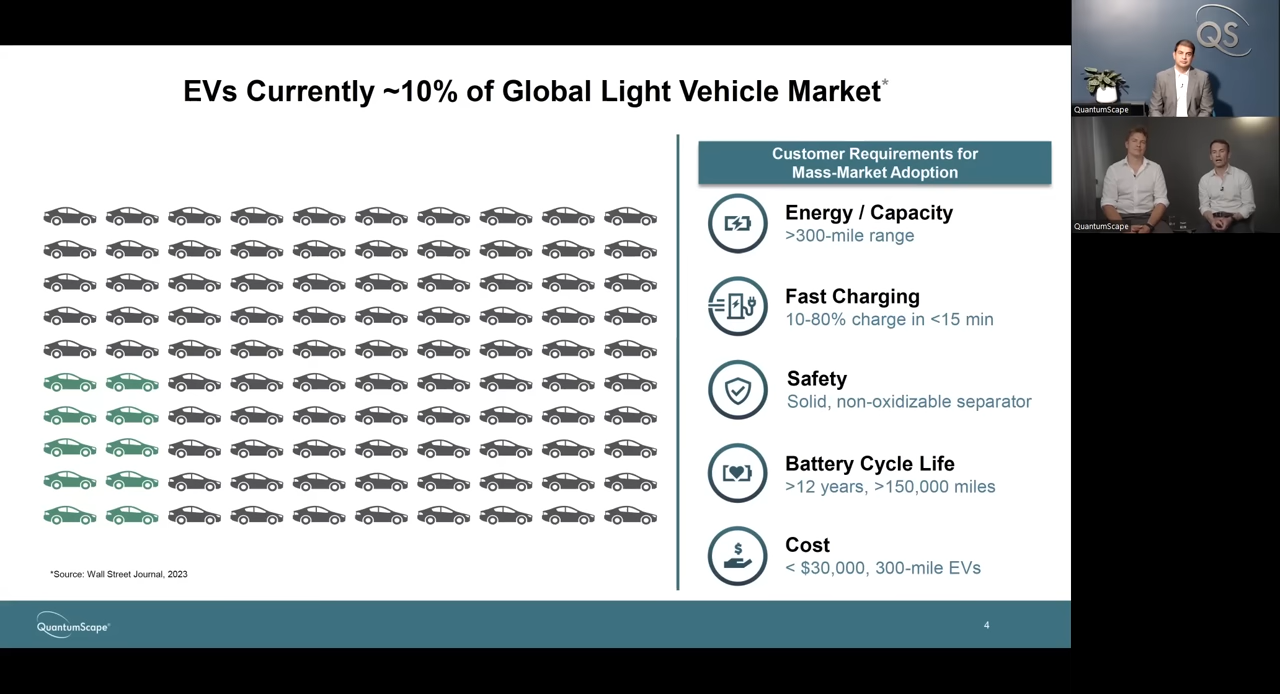 EVs Currently ~10% of Global Light Vehicle Market*
Customer Requirements for
Mass-Market Adoption
Energy / Capacity
>300-mile range
Fast Charging
10-80% charge in <15 min
Safety
Solid, non-oxidizable separator
Battery Cycle Life
>12 years, >150,000 miles
Cost
< $30,000, 300-mile EVs
*Source: Wall Street Journal, 2023
QuantumScape®
4
QS
QuantumScape
QuantumScape